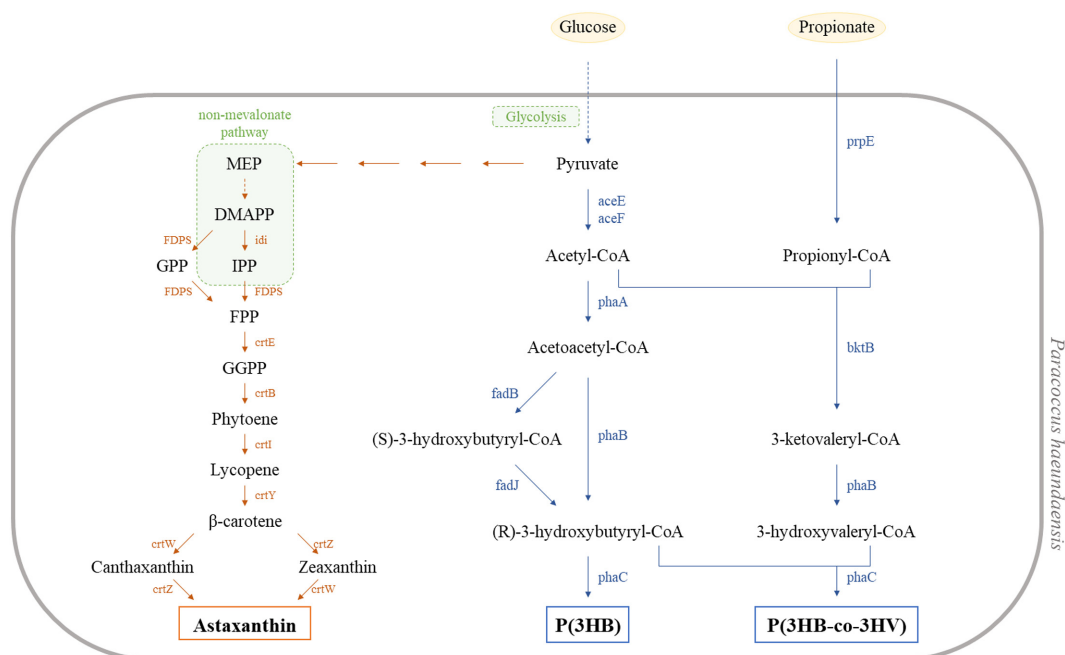 Glucose
Propionate
non-mevalonate
pathway
Glycolysis
MEP
Pyruvate
prpE
aceE
aceF
DMAPP
FDPS
idi
GPP
IPP
Acetyl-CoA
Propionyl-CoA
FDPS
FDPS
phaA
FPP
crtE
Acetoacetyl-CoA
bktB
GGPP
crtB
fadB
Phytoene
(S)-3-hydroxybutyryl-CoA
phaB
3-ketovaleryl-CoA
crtI
Lycopene
fadJ
phaB
crtY
β-carotene
(R)-3-hydroxybutyryl-CoA
3-hydroxyvaleryl-CoA
crtW
crtZ
Canthaxanthin
Zeaxanthin
phaC
phaC
crtZ
crtW
Astaxanthin
P(3HB)
P(3HB-co-3HV)
Paracoccus haeundaensis